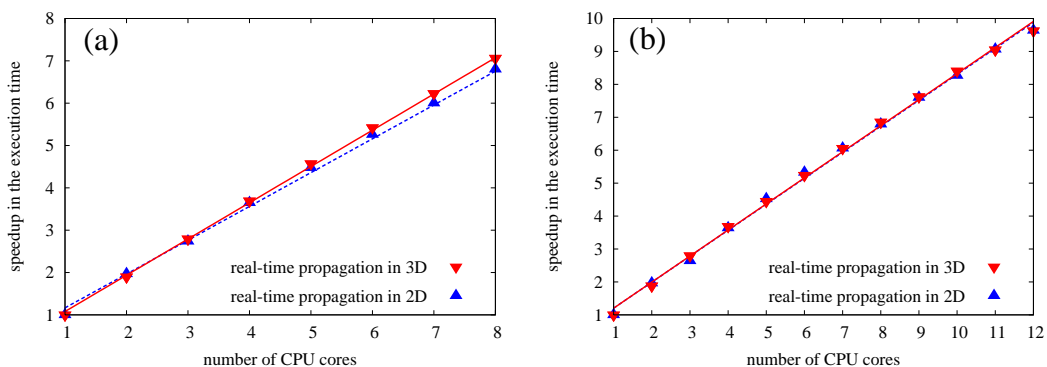 (a)
8
7
6
5
4
3
2
1
speedup in the execution time
real-time propagation in 3D
real-time propagation in 2D
1 2 3 4 5 6 7 8
number of CPU cores
(b)
10
9
8
7
6
5
4
3
2
1
speedup in the execution time
real-time propagation in 3D
real-time propagation in 2D
1 2 3 4 5 6 7 8 9 10 11 12
number of CPU cores